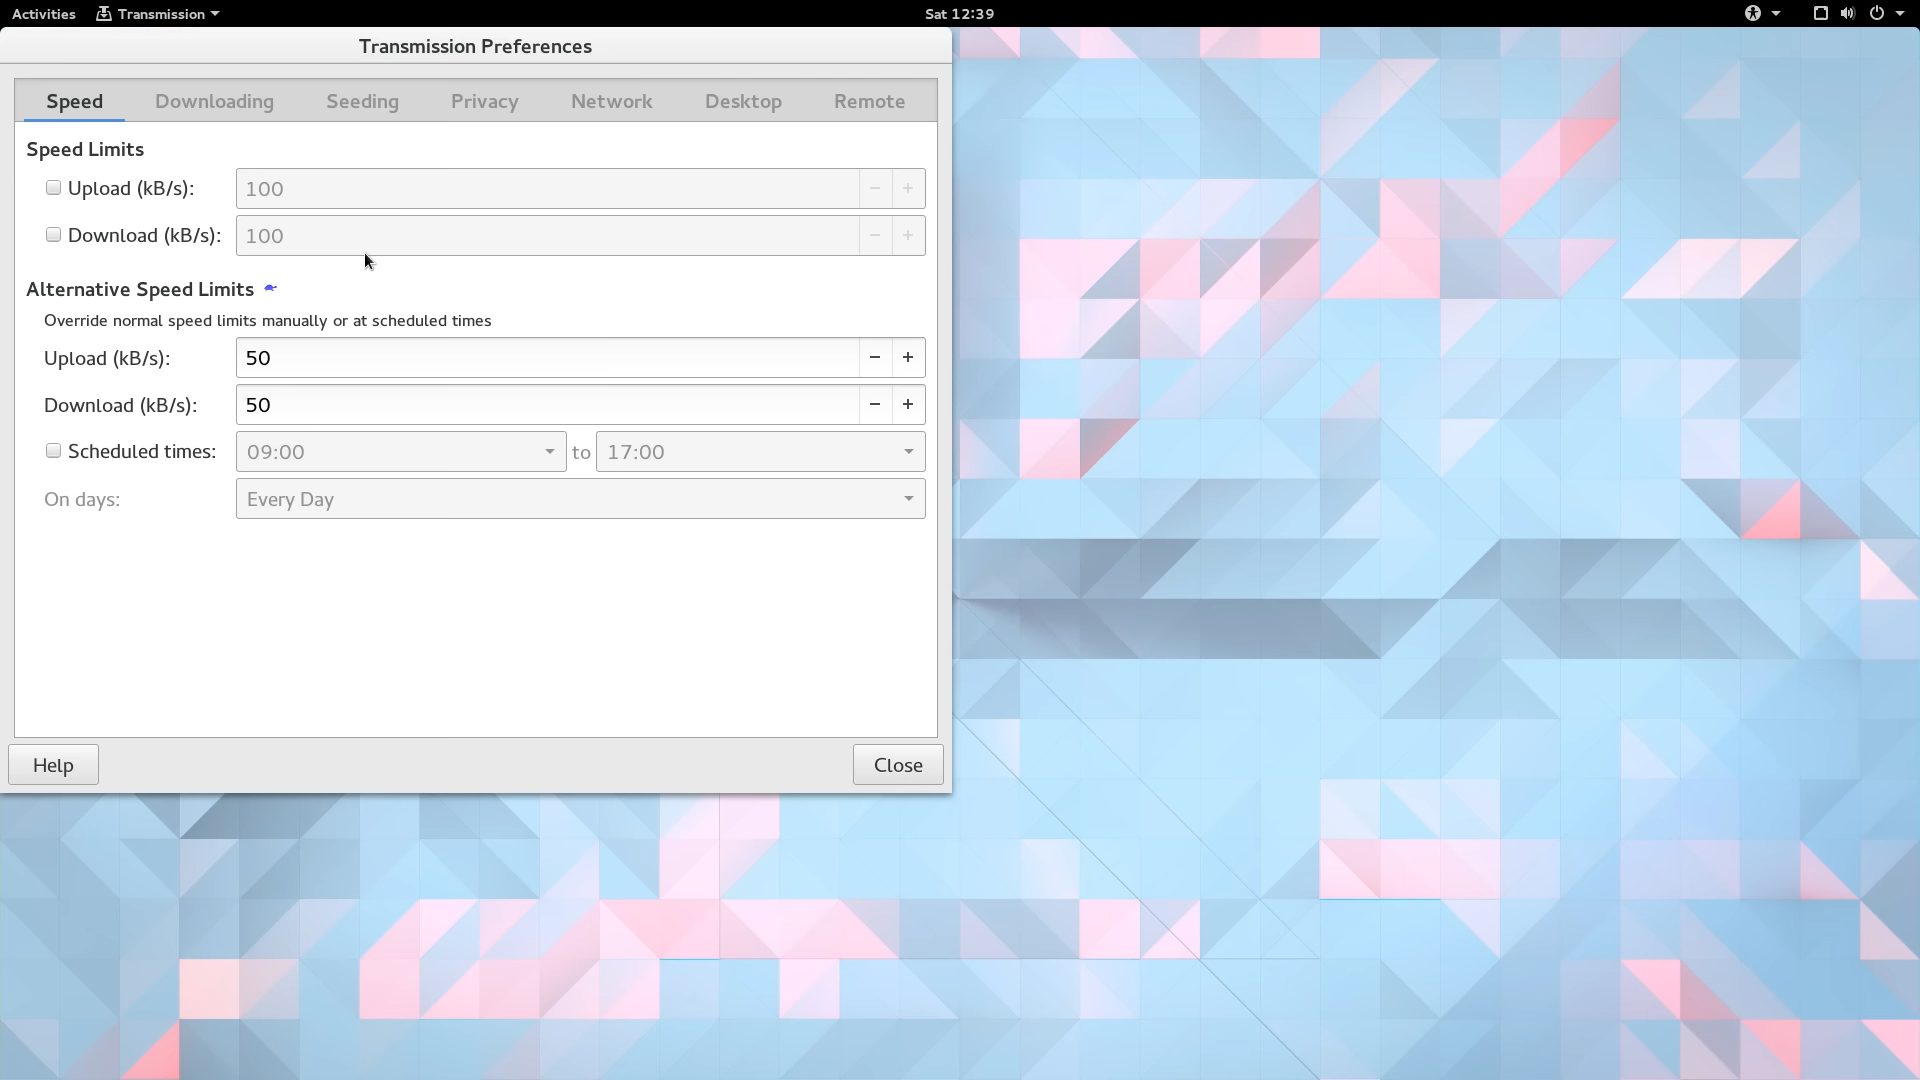 Activities Transmission Sat 12:39
Transmission Preferences
Speed Downloading Seeding Privacy Network Desktop Remote
Speed Limits
Upload (kB/s): 100 − +
Download (kB/s): 100 − +
Alternative Speed Limits
Override normal speed limits manually or at scheduled times
Upload (kB/s): 50 − +
Download (kB/s): 50 − +
Scheduled times: 09:00 to 17:00
On days: Every Day
Help Close